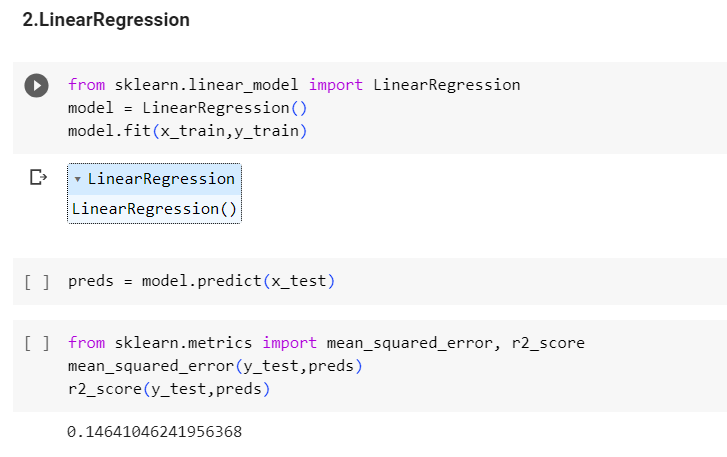 2.LinearRegression
from sklearn.linear_model import LinearRegression
model = LinearRegression()
model.fit(x_train,y_train)
▾ LinearRegression
LinearRegression()
[ ] preds = model.predict(x_test)
[ ] from sklearn.metrics import mean_squared_error, r2_score
mean_squared_error(y_test,preds)
r2_score(y_test,preds)
0.14641046241956368